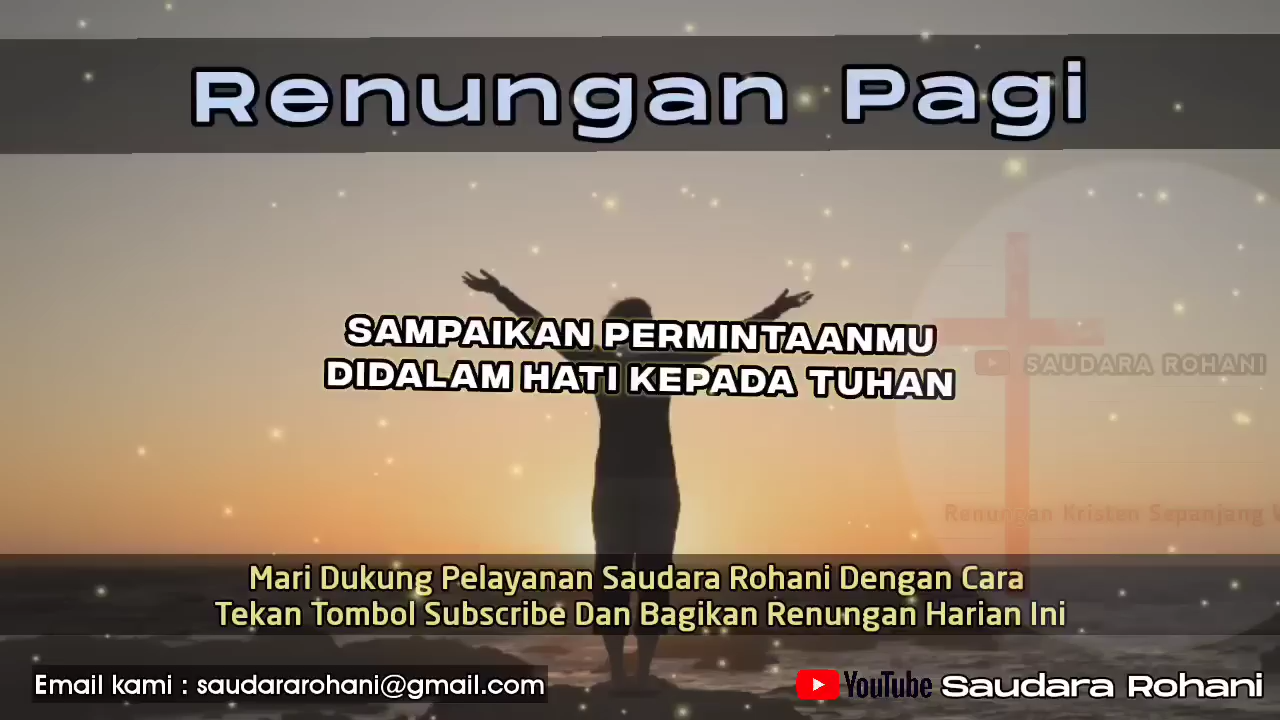 Renungan Pagi
SAMPAIKAN PERMINTAANMU
DIDALAM HATI KEPADA TUHAN
SAUDARA ROHANI
Renungan Kristen Sepanjang
Mari Dukung Pelayanan Saudara Rohani Dengan Cara
Tekan Tombol Subscribe Dan Bagikan Renungan Harian Ini
Email kami : saudararohani@gmail.com
YouTube Saudara Rohani